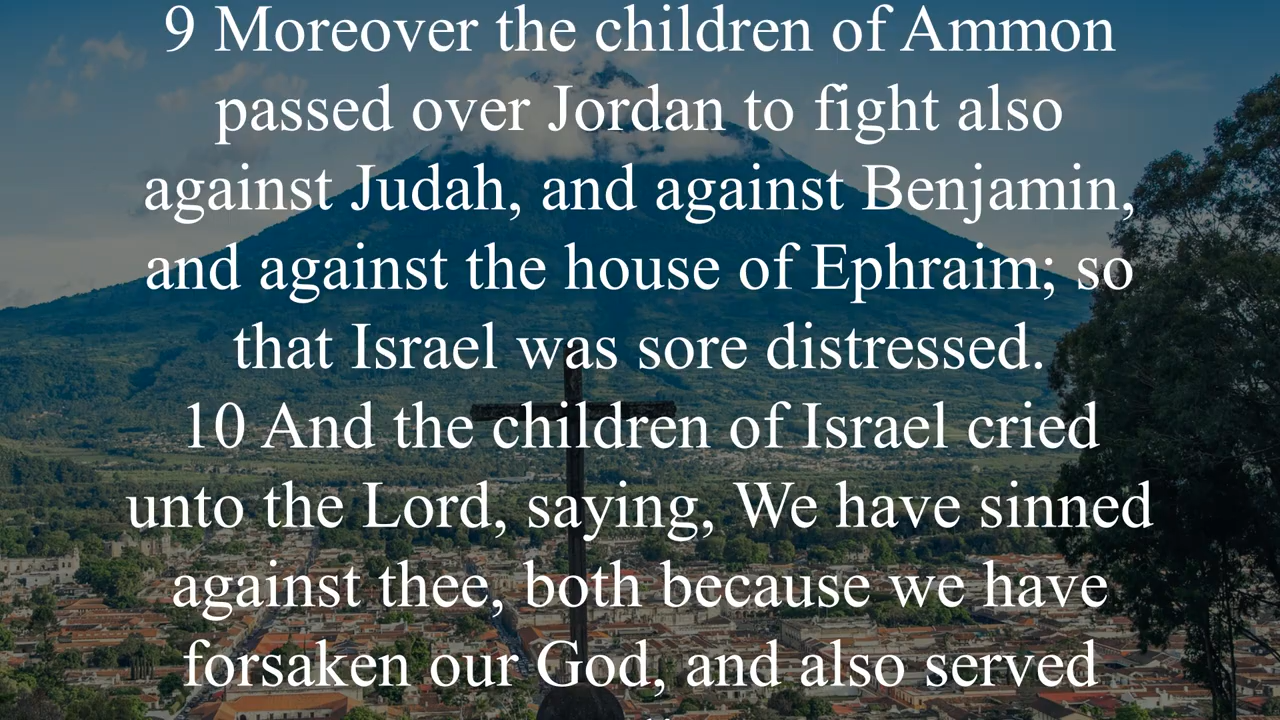 9 Moreover the children of Ammon
passed over Jordan to fight also
against Judah, and against Benjamin,
and against the house of Ephraim; so
that Israel was sore distressed.
10 And the children of Israel cried
unto the Lord, saying, We have sinned
against thee, both because we have
forsaken our God, and also served